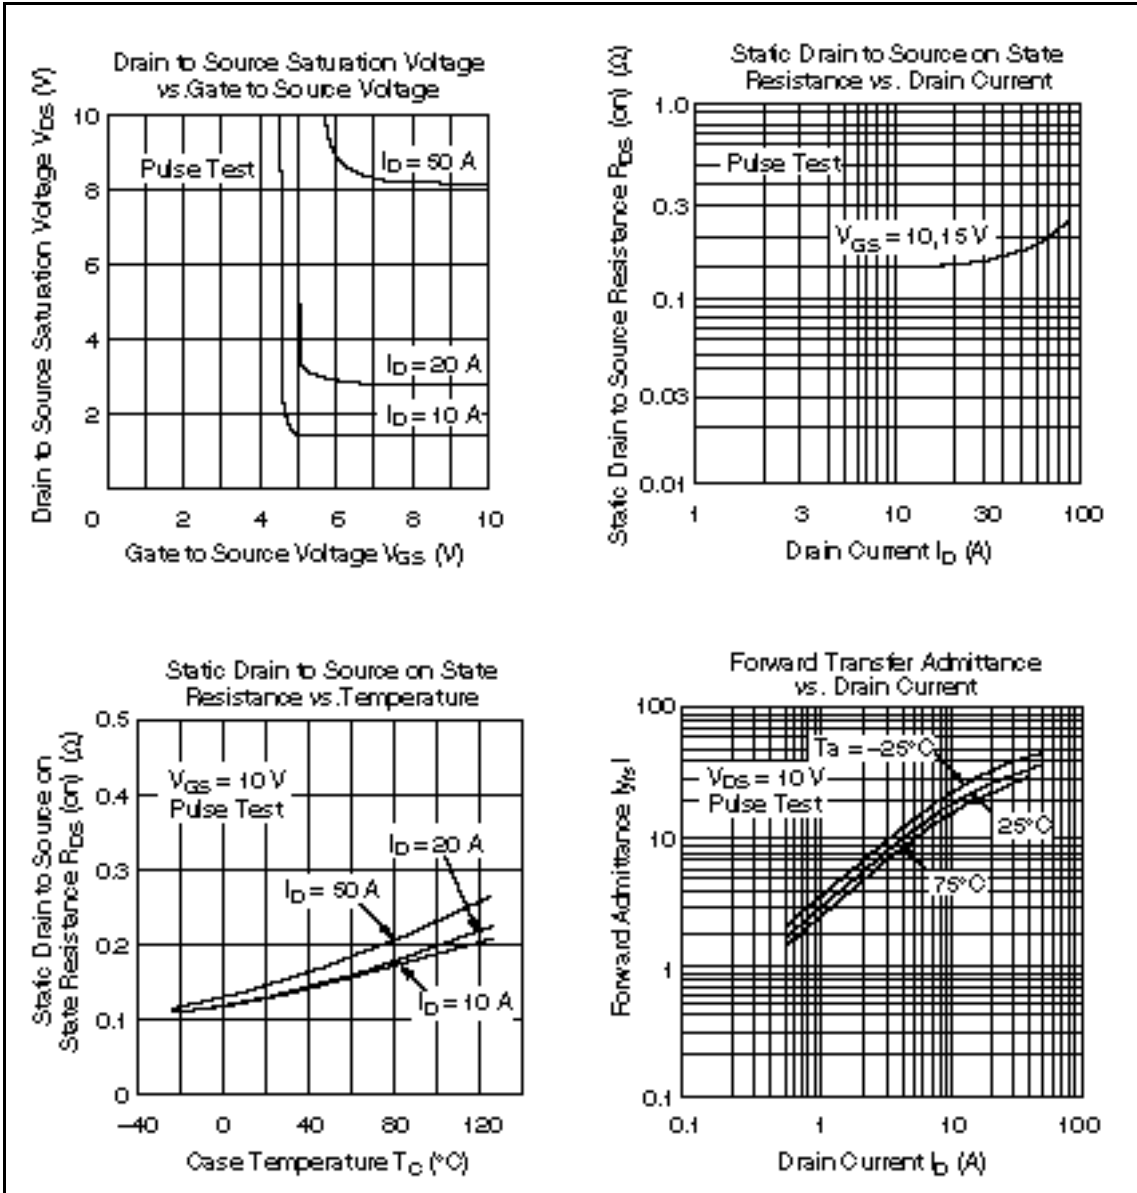 Drain to Source Saturation Voltage
vs.Gate to Source Voltage
Drain to Source Saturation Voltage VDS (V)
10
8
6
4
2
0
2
4
6
8
10
Pulse Test
ID = 50 A
ID = 20 A
ID = 10 A
Gate to Source Voltage VGS (V)
Static Drain to Source on State
Resistance vs. Drain Current
Static Drain to Source Resistance RDS (on) (Ω)
1.0
0.3
0.1
0.03
0.01
Pulse Test
VGS = 10,15 V
1
3
10
30
100
Drain Current ID (A)
Static Drain to Source on State
Resistance vs.Temperature
Static Drain to Source on
State Resistance RDS (on) (Ω)
0.5
0.4
0.3
0.2
0.1
0
VGS = 10 V
Pulse Test
ID = 20 A
ID = 50 A
ID = 10 A
–40
0
40
80
120
Case Temperature TC (°C)
Forward Transfer Admittance
vs. Drain Current
Forward Admittance |yfs|
100
10
1
0.1
Ta = –25°C
VDS = 10 V
Pulse Test
25°C
75°C
0.1
1
10
100
Drain Current ID (A)